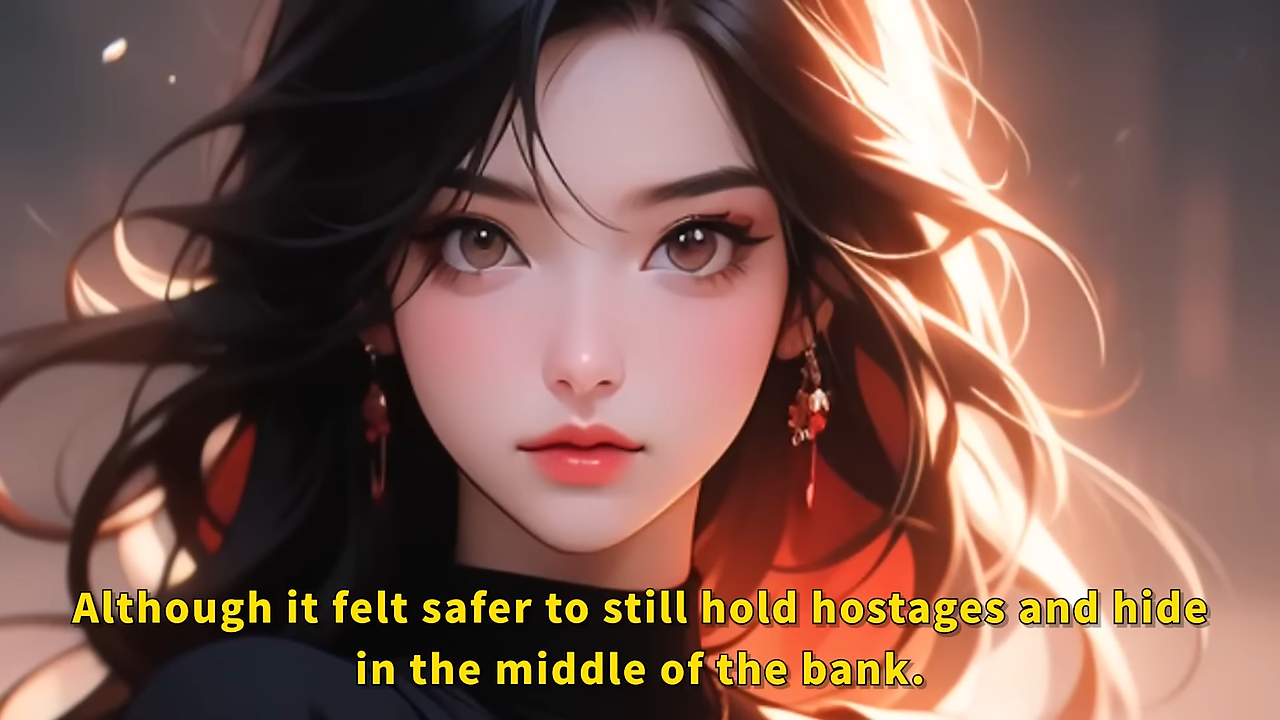 Although it felt safer to still hold hostages and hide
in the middle of the bank.